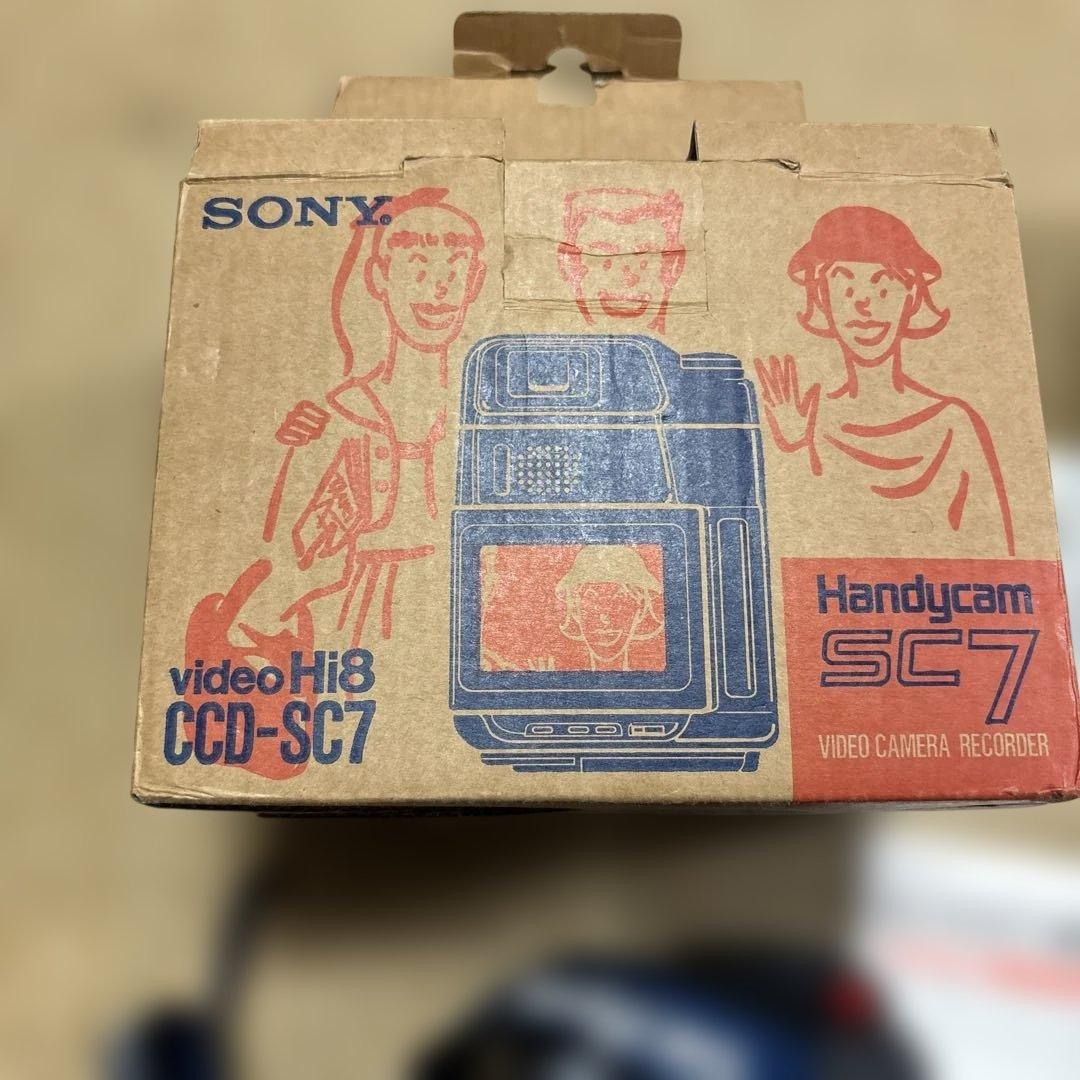 SONY®
video Hi8
CCD-SC7
Handycam
SC7
VIDEO CAMERA RECORDER